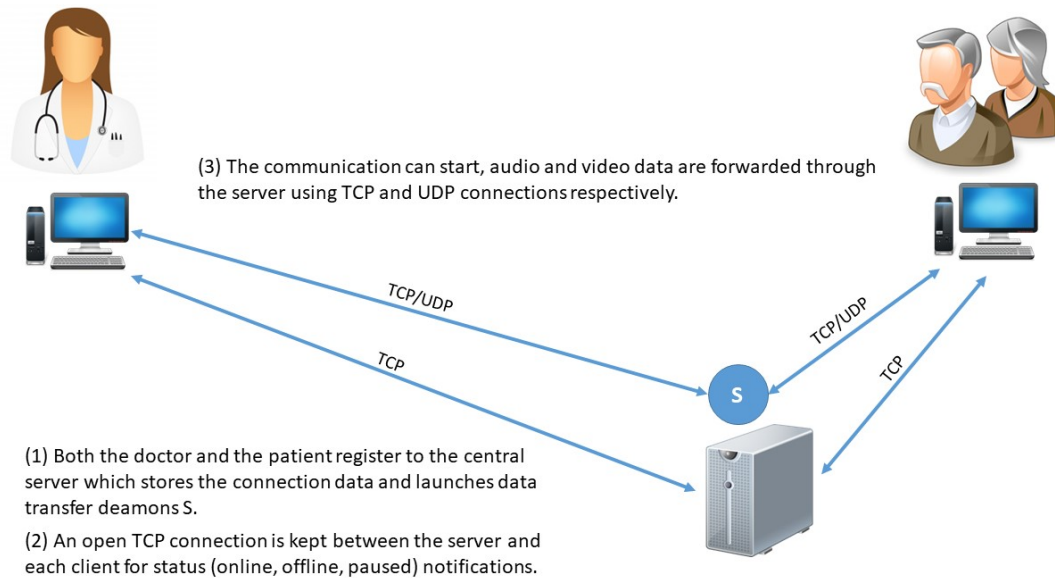 (3) The communication can start, audio and video data are forwarded through
the server using TCP and UDP connections respectively.
TCP/UDP
TCP/UDP
TCP
TCP
S
(1) Both the doctor and the patient register to the central
server which stores the connection data and launches data
transfer deamons S.
(2) An open TCP connection is kept between the server and
each client for status (online, offline, paused) notifications.